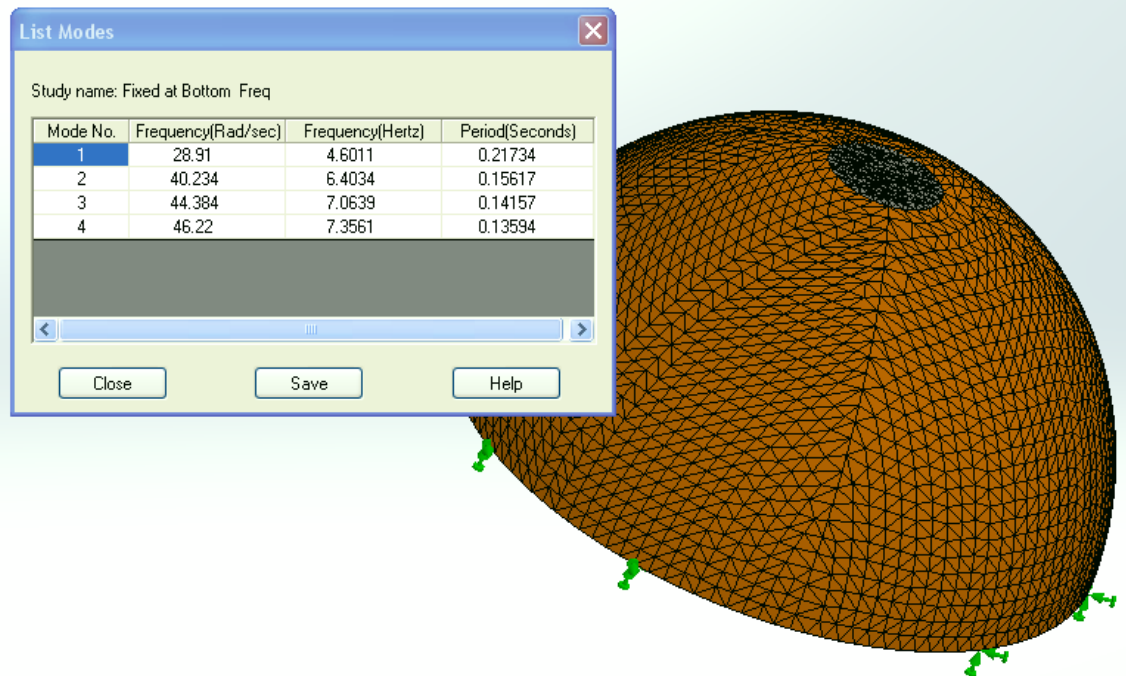 List Modes
Study name: Fixed at Bottom Freq
Mode No. Frequency(Rad/sec) Frequency(Hertz) Period(Seconds)
1 28.91 4.6011 0.21734
2 40.234 6.4034 0.15617
3 44.384 7.0639 0.14157
4 46.22 7.3561 0.13594
Close Save Help